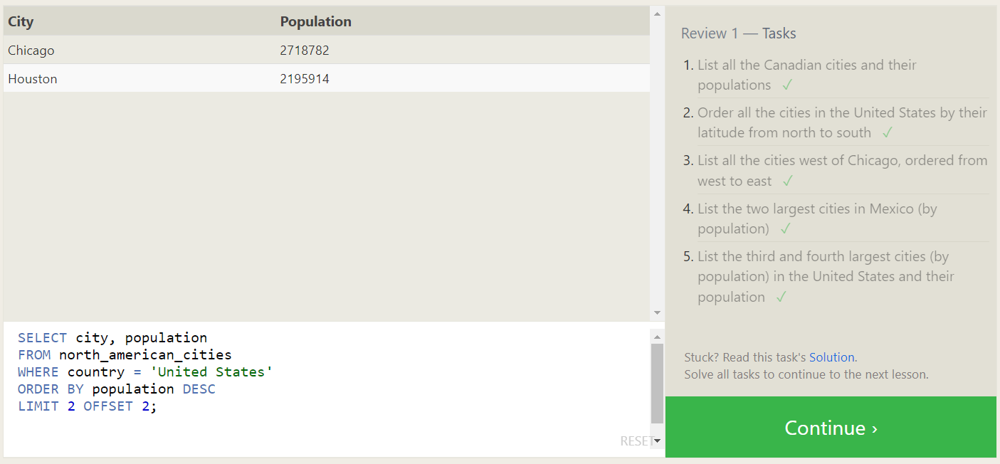 City Population
Chicago 2718782
Houston 2195914
SELECT city, population
FROM north_american_cities
WHERE country = 'United States'
ORDER BY population DESC
LIMIT 2 OFFSET 2;
RESET
Review 1 — Tasks
1. List all the Canadian cities and their
populations ✓
2. Order all the cities in the United States by their
latitude from north to south ✓
3. List all the cities west of Chicago, ordered from
west to east ✓
4. List the two largest cities in Mexico (by
population) ✓
5. List the third and fourth largest cities (by
population) in the United States and their
population ✓
Stuck? Read this task's Solution.
Solve all tasks to continue to the next lesson.
Continue ›